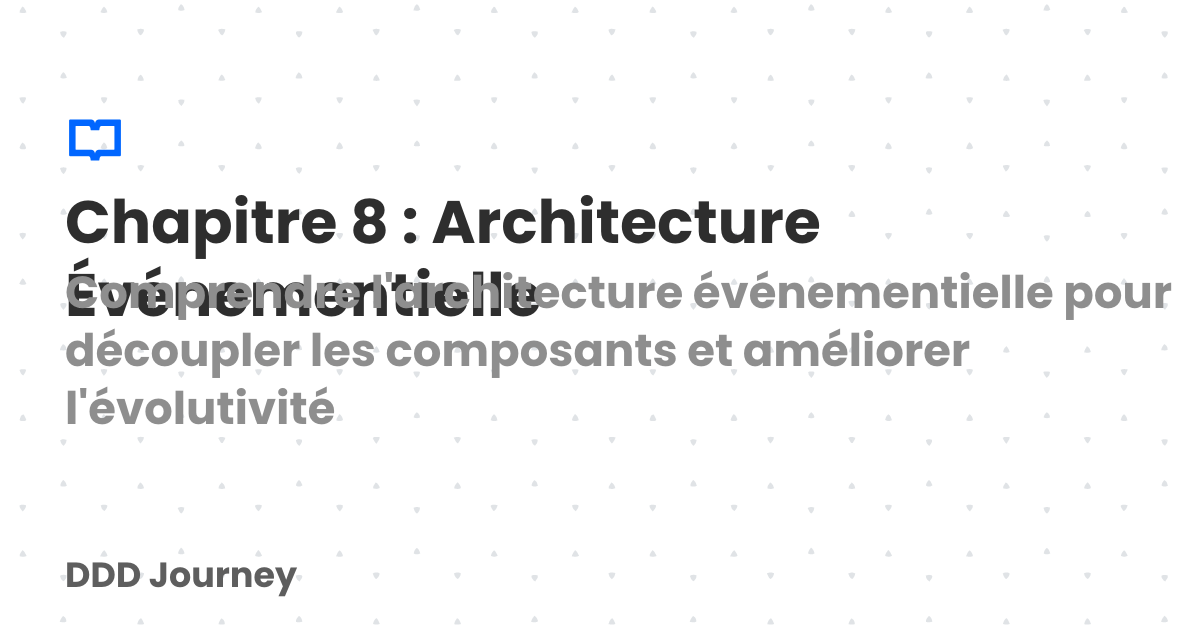 Chapitre 8 : Architecture
Événementielle
Comprendre l'architecture événementielle pour
découpler les composants et améliorer
l'évolutivité
DDD Journey